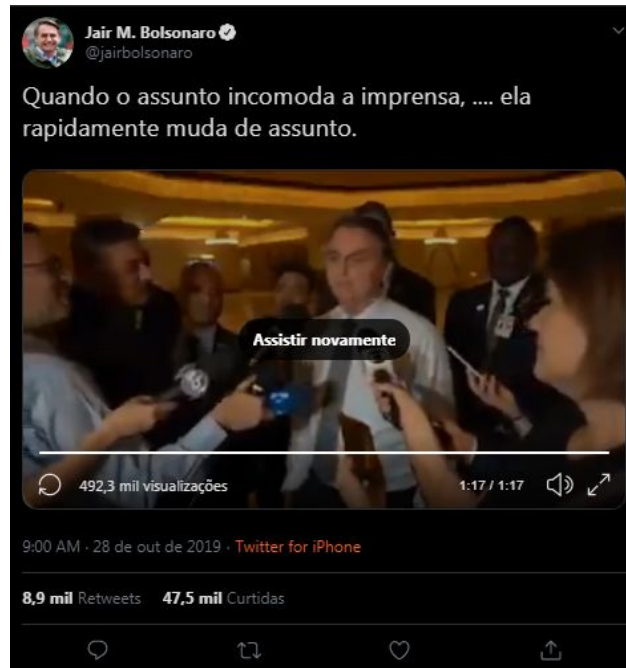 Jair M. Bolsonaro
@jairbolsonaro
Quando o assunto incomoda a imprensa, .... ela
rapidamente muda de assunto.
Assistir novamente
492,3 mil visualizações
1:17 / 1:17
9:00 AM · 28 de out de 2019 · Twitter for iPhone
8,9 mil Retweets 47,5 mil Curtidas